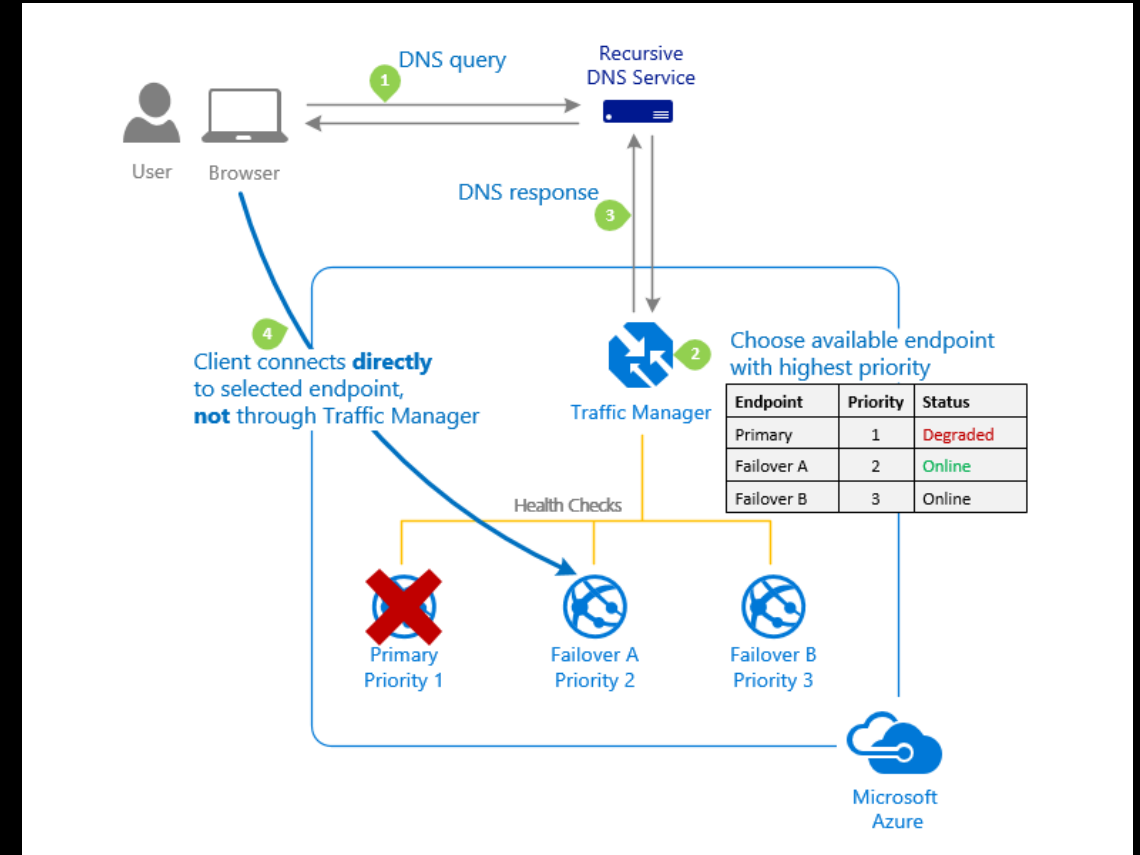 DNS query
1
Recursive
DNS Service
User
Browser
DNS response
3
4
Client connects directly
to selected endpoint,
not through Traffic Manager
2
Traffic Manager
Choose available endpoint
with highest priority
Endpoint Priority Status
Primary 1 Degraded
Failover A 2 Online
Failover B 3 Online
Health Checks
Primary
Priority 1
Failover A
Priority 2
Failover B
Priority 3
Microsoft
Azure